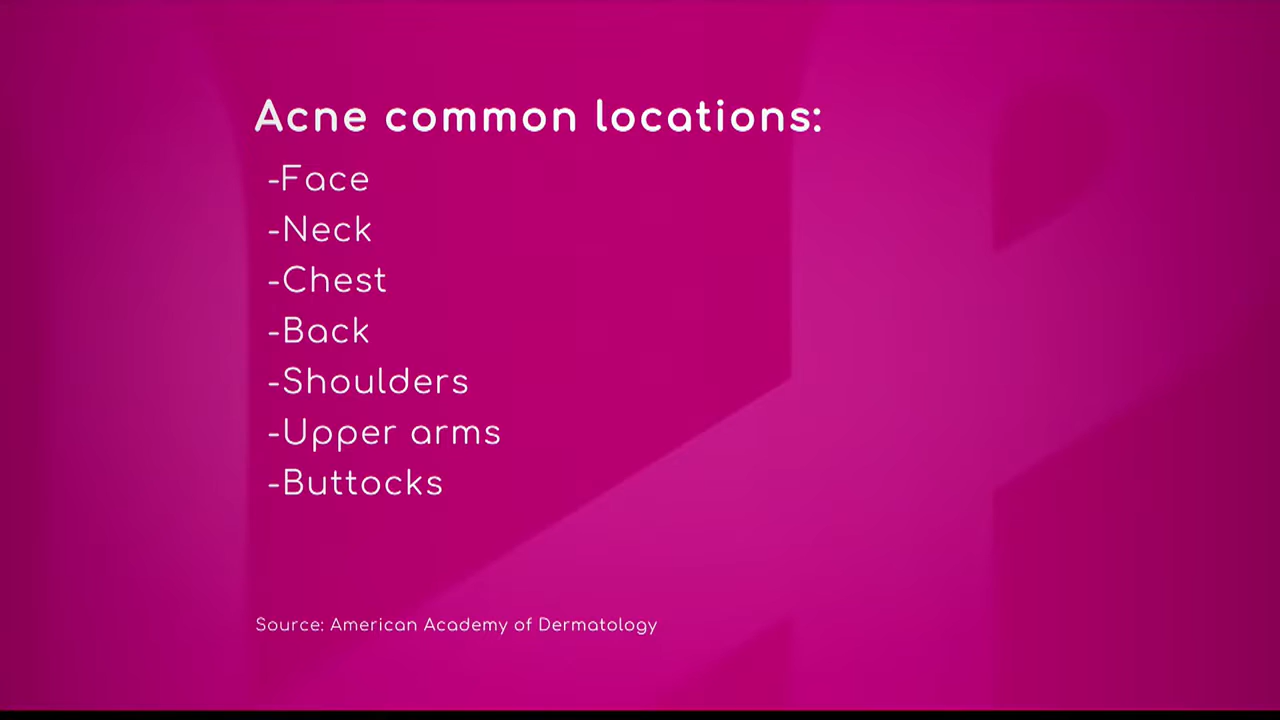 Acne common locations:
-Face
-Neck
-Chest
-Back
-Shoulders
-Upper arms
-Buttocks
Source: American Academy of Dermatology